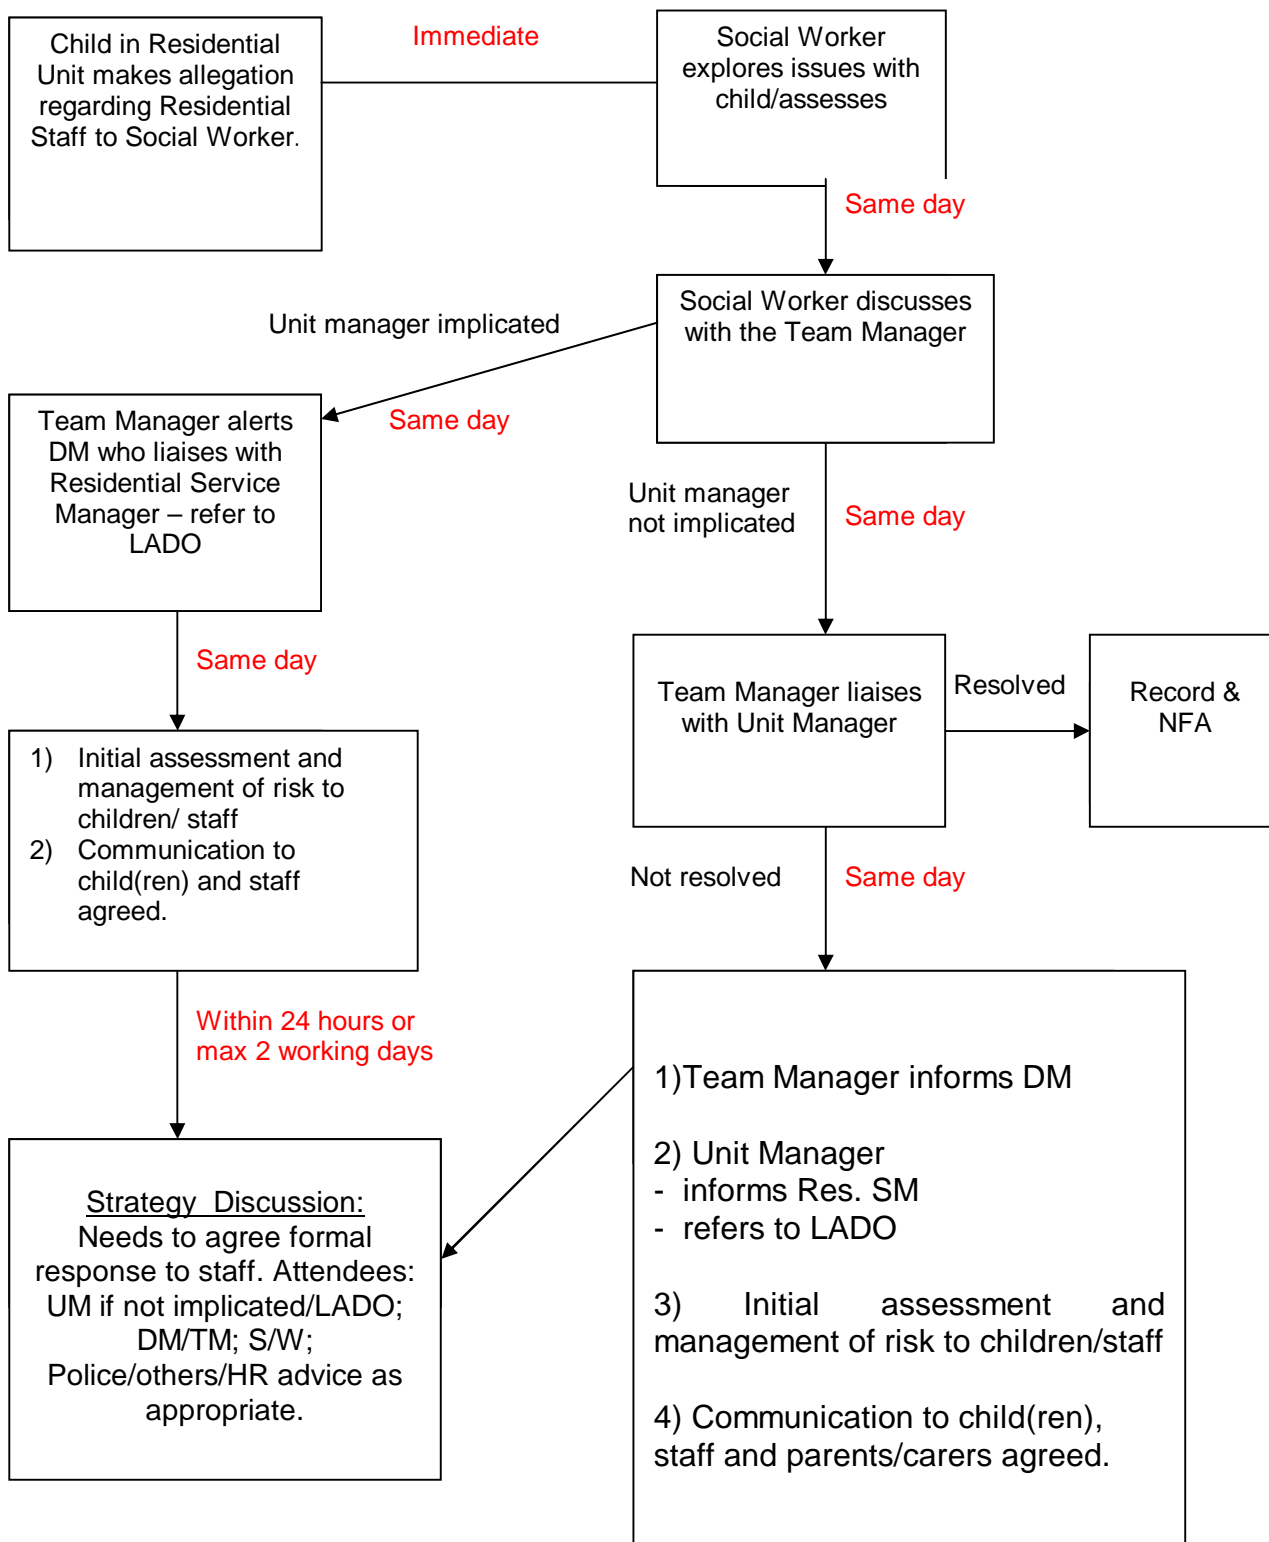 Child in Residential
Unit makes allegation
regarding Residential
Staff to Social Worker.
Immediate
Social Worker
explores issues with
child/assesses
Same day
Social Worker discusses
with the Team Manager
Unit manager implicated
Same day
Team Manager alerts
DM who liaises with
Residential Service
Manager – refer to
LADO
Unit manager
not implicated
Same day
Same day
Team Manager liaises
with Unit Manager
Resolved
Record &
NFA
1) Initial assessment and
management of risk to
children/ staff
2) Communication to
child(ren) and staff
agreed.
Not resolved
Same day
Within 24 hours or
max 2 working days
1)Team Manager informs DM
2) Unit Manager
- informs Res. SM
- refers to LADO
3) Initial assessment and
management of risk to children/staff
4) Communication to child(ren),
staff and parents/carers agreed.
Strategy Discussion:
Needs to agree formal
response to staff. Attendees:
UM if not implicated/LADO;
DM/TM; S/W;
Police/others/HR advice as
appropriate.